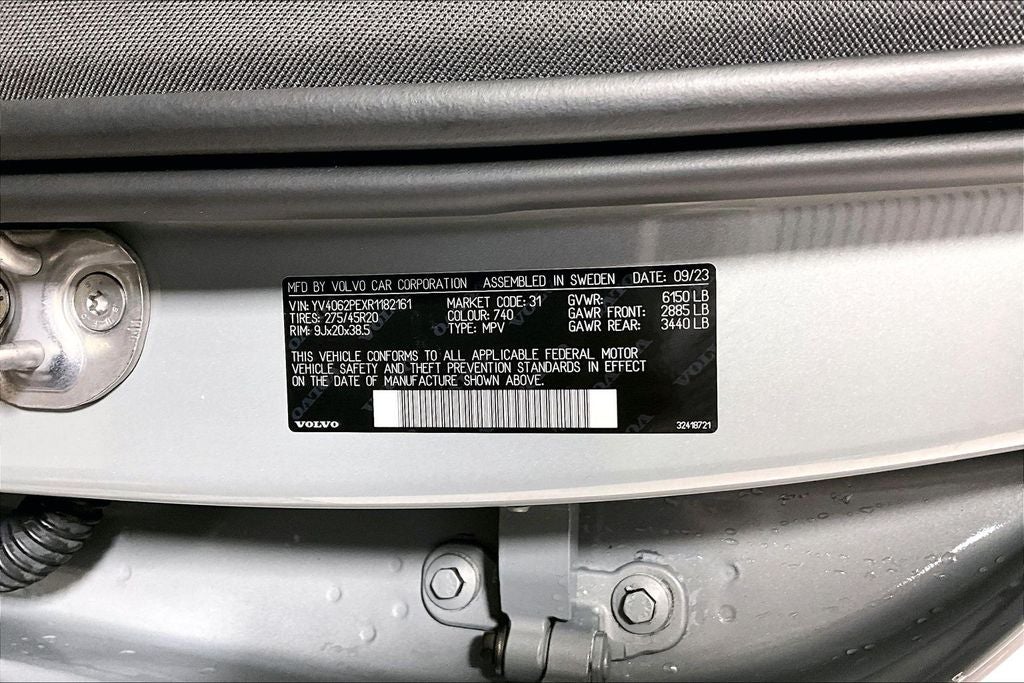 MFD BY VOLVO CAR CORPORATION ASSEMBLED IN SWEDEN DATE: 09/23
VIN: YV4062PEXR1182161 MARKET CODE: 31 GVWR: 6150 LB
TIRES: 275/45R20 COLOUR: 740 GAWR FRONT: 2885 LB
RIM: 9Jx20x38.5 TYPE: MPV GAWR REAR: 3440 LB
THIS VEHICLE CONFORMS TO ALL APPLICABLE FEDERAL MOTOR
VEHICLE SAFETY AND THEFT PREVENTION STANDARDS IN EFFECT
ON THE DATE OF MANUFACTURE SHOWN ABOVE.
VOLVO 32418721